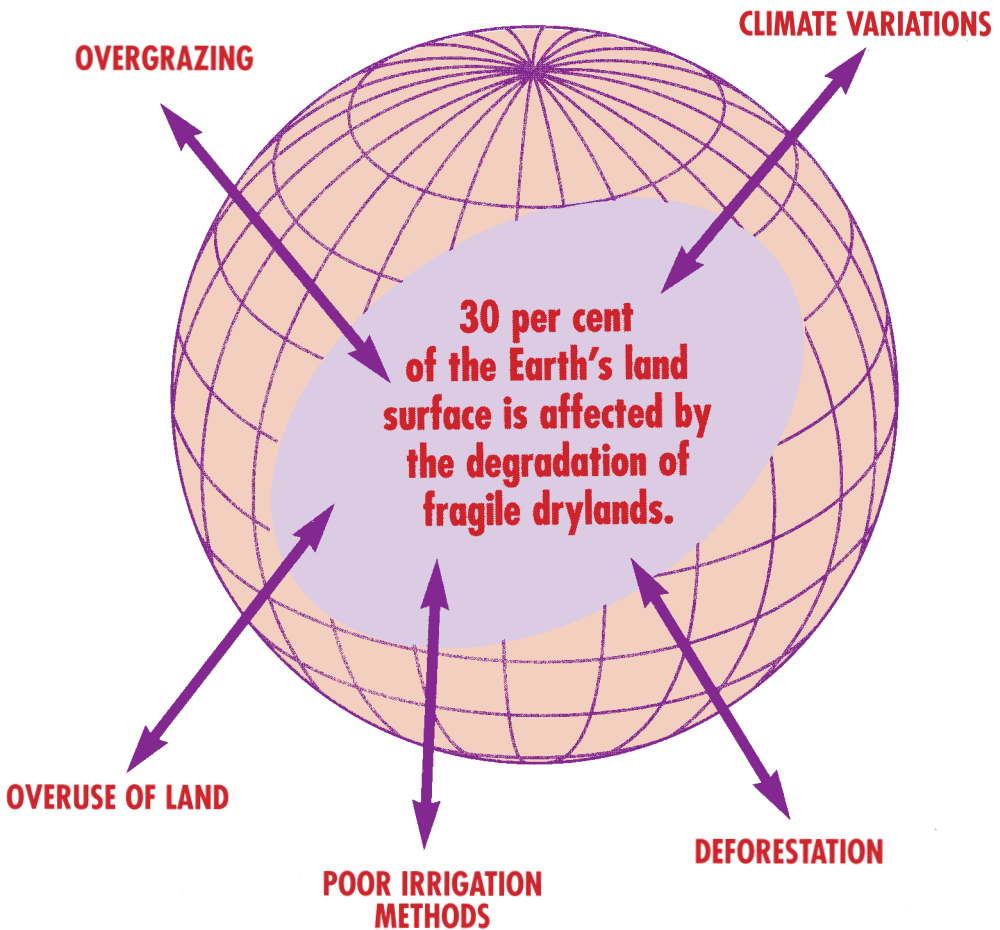 OVERGRAZING
CLIMATE VARIATIONS
30 per cent
of the Earth's land
surface is affected by
the degradation of
fragile drylands.
OVERUSE OF LAND
POOR IRRIGATION
METHODS
DEFORESTATION